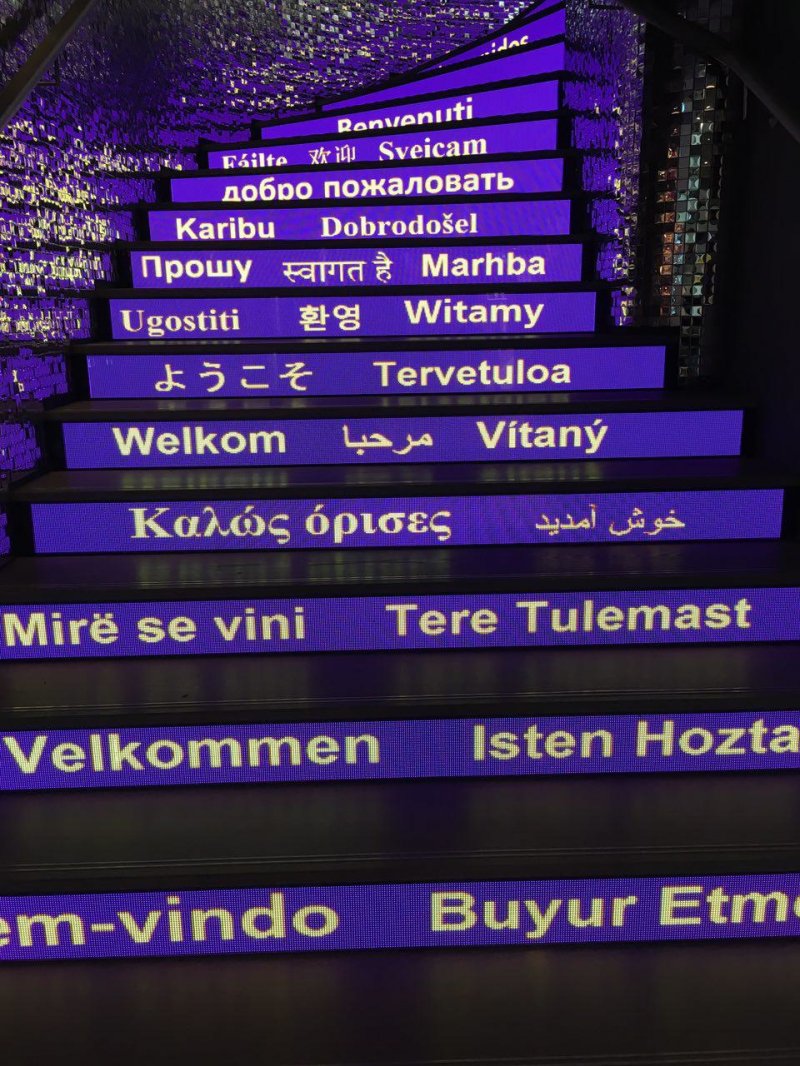 Benvenuti
Fáilte 欢迎 Sveicam
добро пожаловать
Karibu Dobrodošel
Прошу स्वागत है Marhba
Ugostiti 환영 Witamy
ようこそ Tervetuloa
Welkom مرحبا Vítaný
Καλώς όρισες خوش آمدید
Mirë se vini Tere Tulemast
Velkommen Isten Hozta
em-vindo Buyur Etme